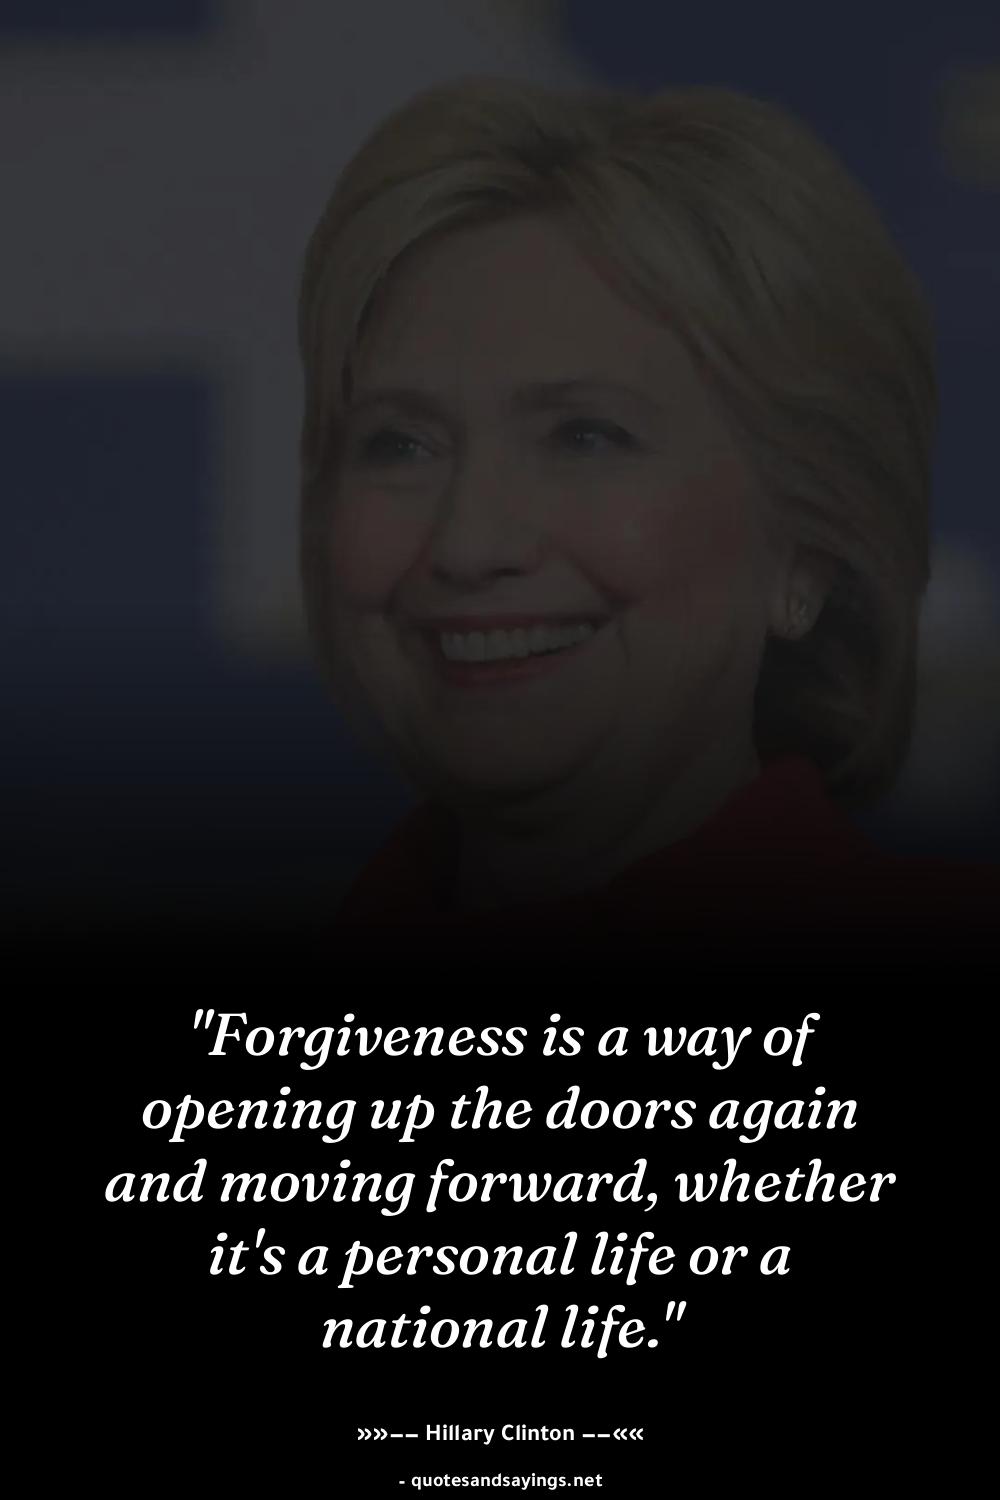 "Forgiveness is a way of
opening up the doors again
and moving forward, whether
it's a personal life or a
national life."
»»–– Hillary Clinton ––««
- quotesandsayings.net